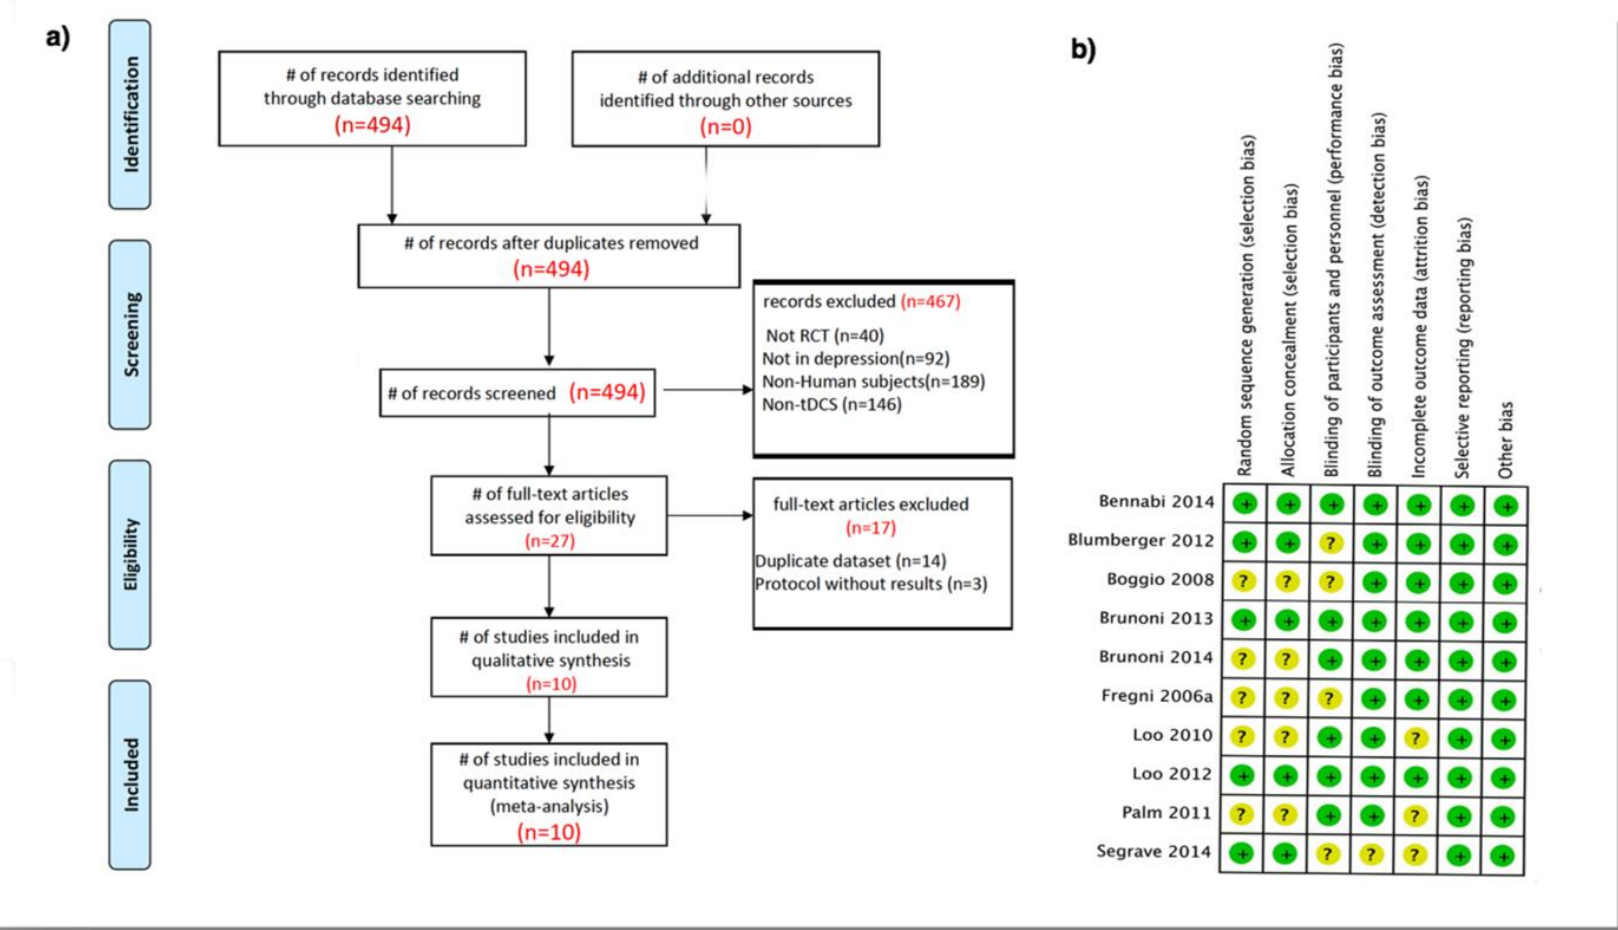 a)
Identification
# of records identified
through database searching
(n=494)
# of additional records
identified through other sources
(n=0)
# of records after duplicates removed
(n=494)
Screening
records excluded (n=467)
Not RCT (n=40)
Not in depression(n=92)
Non-Human subjects(n=189)
Non-tDCS (n=146)
# of records screened (n=494)
Eligibility
# of full-text articles
assessed for eligibility
(n=27)
full-text articles excluded
(n=17)
Duplicate dataset (n=14)
Protocol without results (n=3)
# of studies included in
qualitative synthesis
(n=10)
Included
# of studies included in
quantitative synthesis
(meta-analysis)
(n=10)
b)
Random sequence generation (selection bias)
Allocation concealment (selection bias)
Blinding of participants and personnel (performance bias)
Blinding of outcome assessment (detection bias)
Incomplete outcome data (attrition bias)
Selective reporting (reporting bias)
Other bias
Bennabi 2014 + + + + + + +
Blumberger 2012 + + ? + + + +
Boggio 2008 ? ? ? + + + +
Brunoni 2013 + + + + + + +
Brunoni 2014 ? ? + + + + +
Fregni 2006a ? ? ? + + + +
Loo 2010 ? ? + + ? + +
Loo 2012 + + + + + + +
Palm 2011 ? ? + + ? + +
Segrave 2014 + + ? ? ? + +